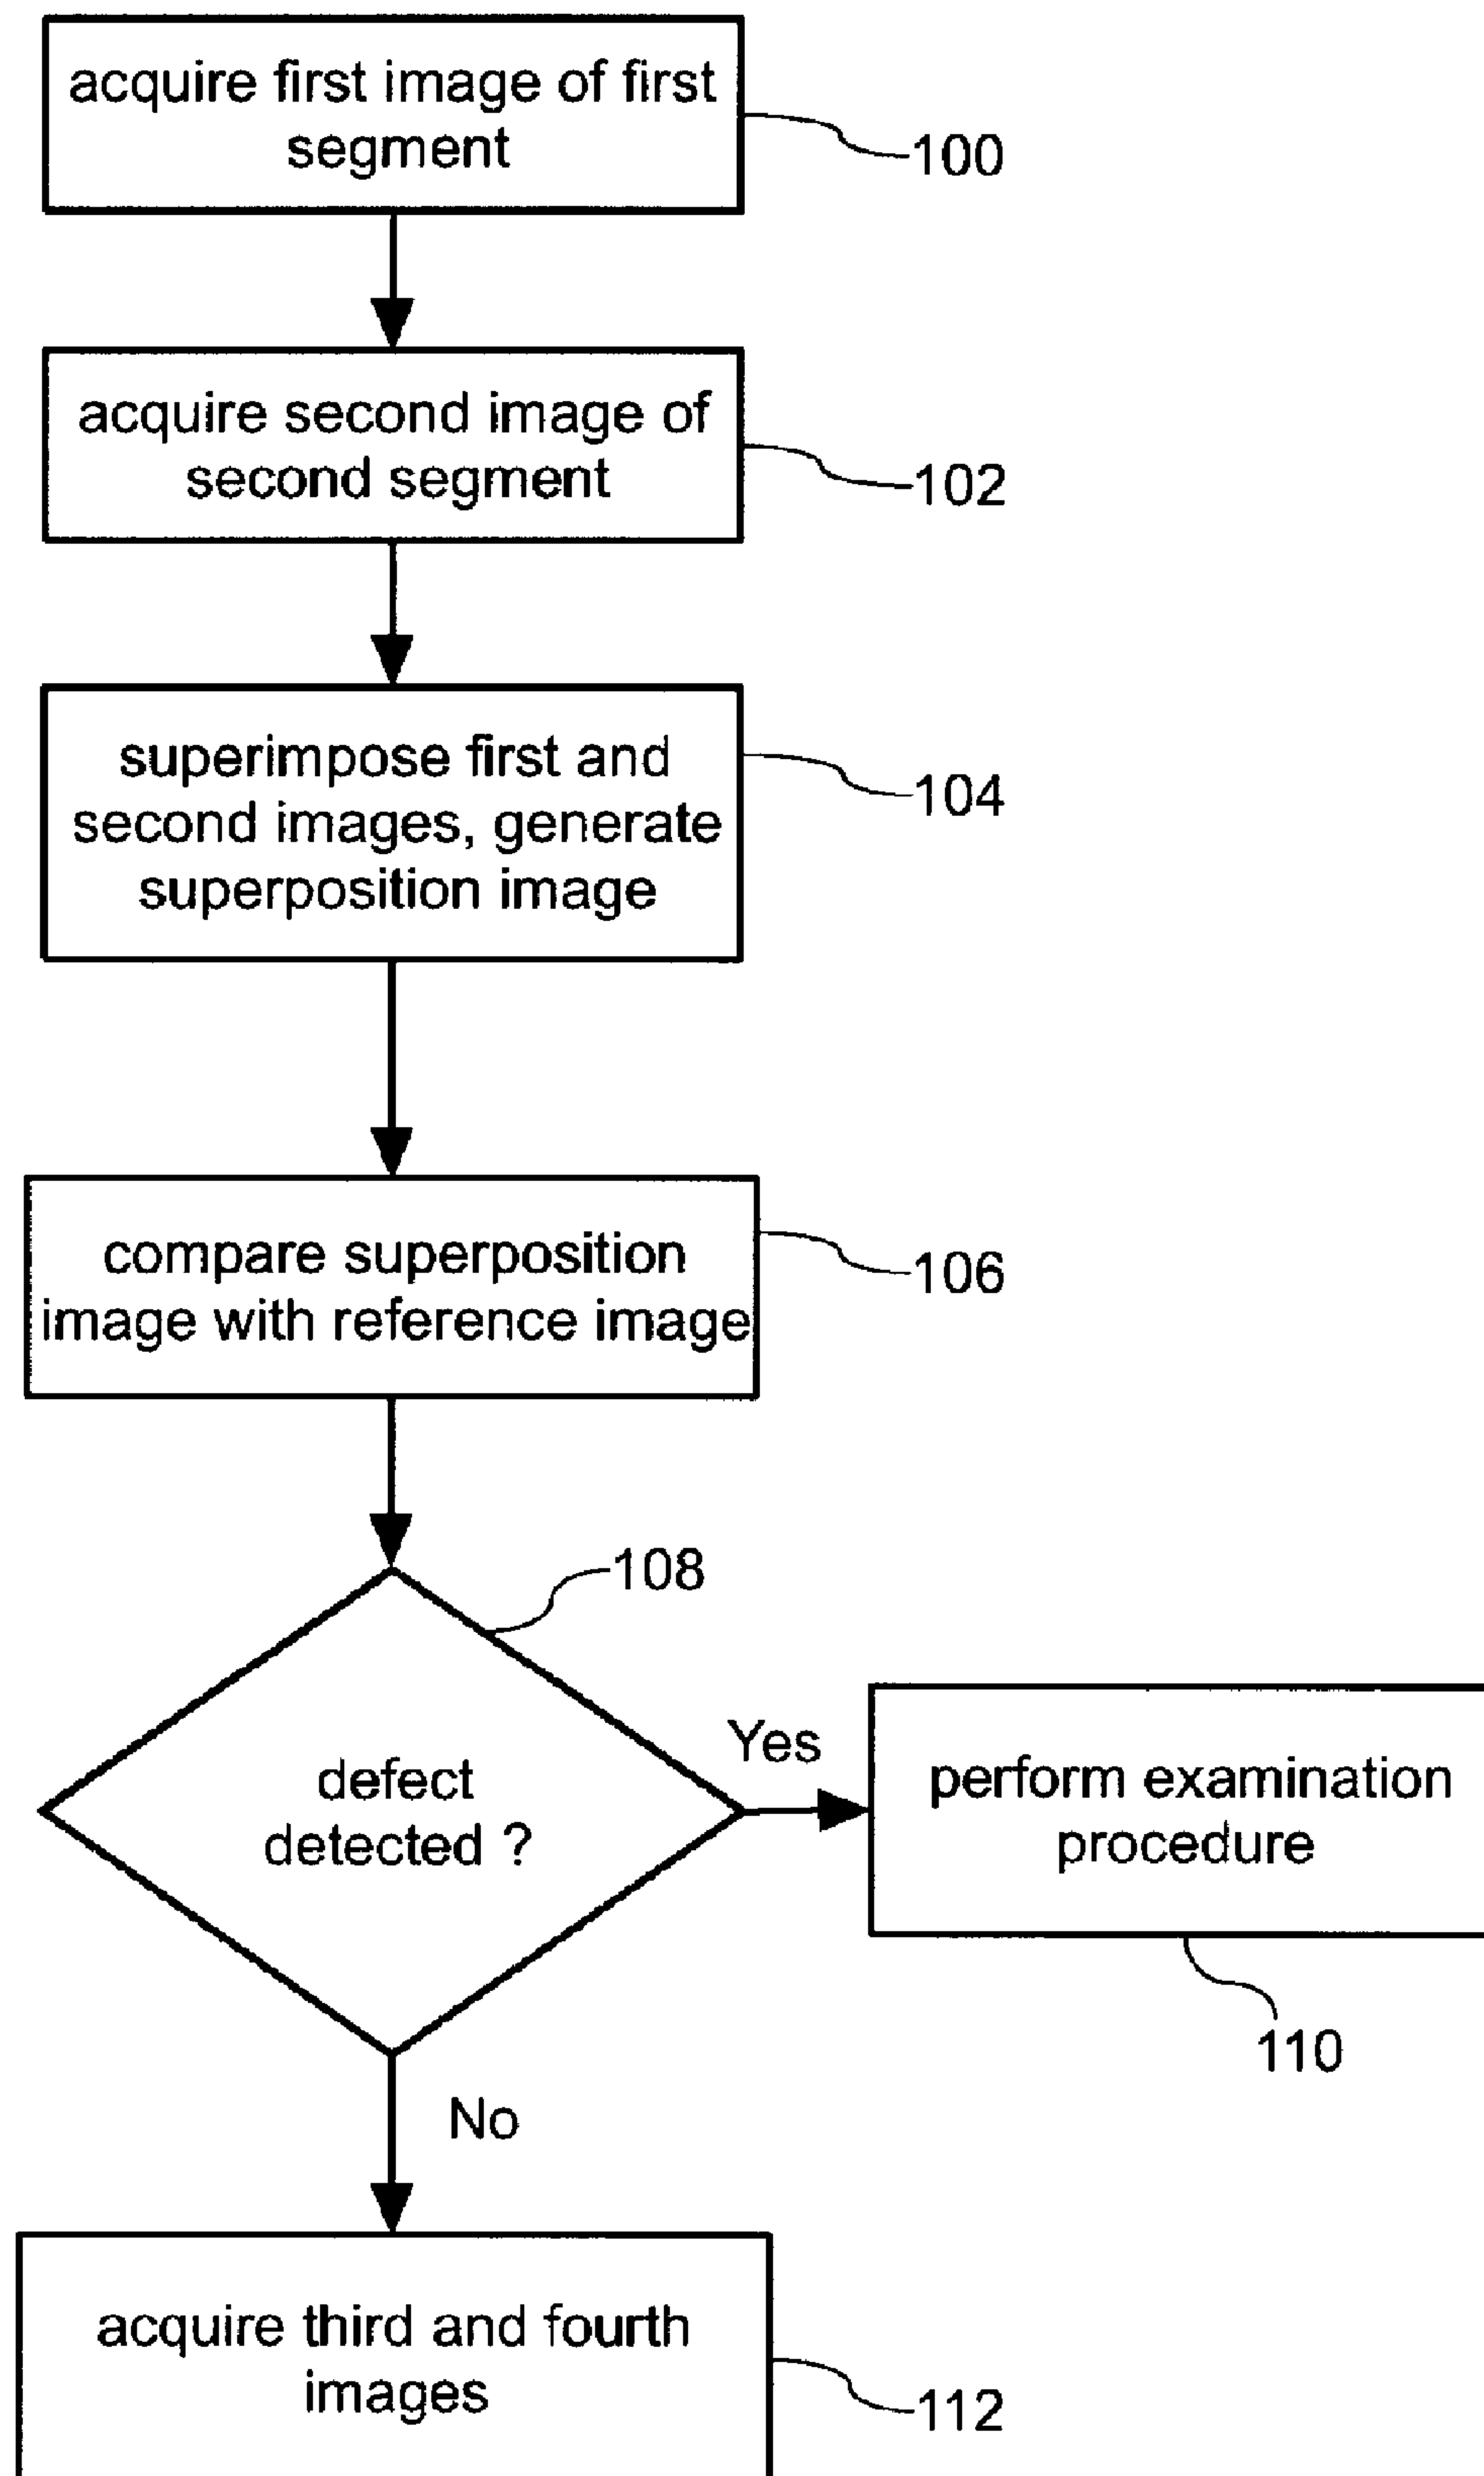 acquire first image of first
segment
100
acquire second image of
second segment
102
superimpose first and
second images, generate
superposition image
104
compare superposition
image with reference image
106
108
defect
detected ?
Yes
perform examination
procedure
110
No
acquire third and fourth
images
112